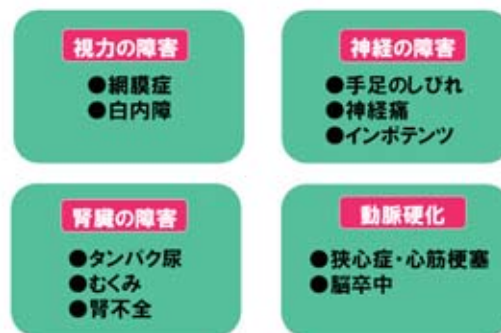 視力の障害
●網膜症
●白内障
神経の障害
●手足のしびれ
●神経痛
●インポテンツ
腎臓の障害
●タンパク尿
●むくみ
●腎不全
動脈硬化
●狭心症・心筋梗塞
●脳卒中